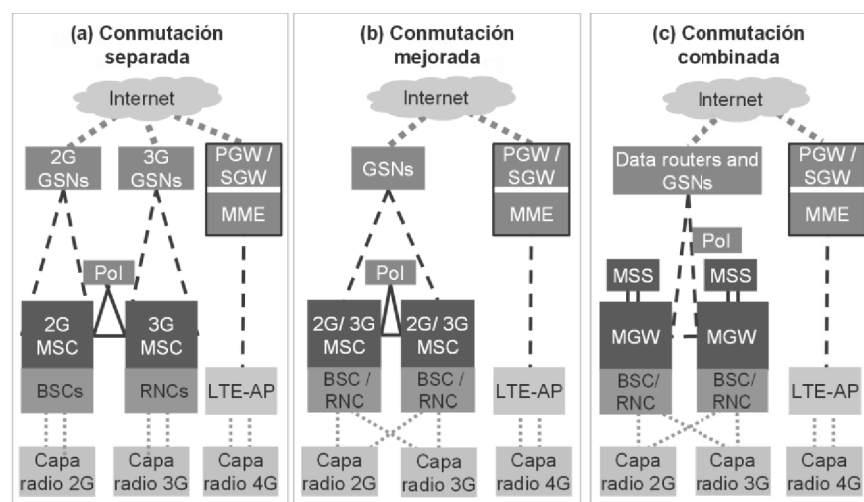 (a) Conmutación
separada
Internet
2G
GSNs
3G
GSNs
PGW /
SGW
MME
PoI
2G
MSC
3G
MSC
BSCs
RNCs
LTE-AP
Capa
radio 2G
Capa
radio 3G
Capa
radio 4G
(b) Conmutación
mejorada
Internet
GSNs
PGW /
SGW
MME
PoI
2G/ 3G
MSC
2G/ 3G
MSC
BSC /
RNC
BSC /
RNC
LTE-AP
Capa
radio 2G
Capa
radio 3G
Capa
radio 4G
(c) Conmutación
combinada
Internet
Data routers and
GSNs
PGW /
SGW
MME
PoI
MSS
MSS
MGW
MGW
BSC/
RNC
BSC/
RNC
LTE-AP
Capa
radio 2G
Capa
radio 3G
Capa
radio 4G